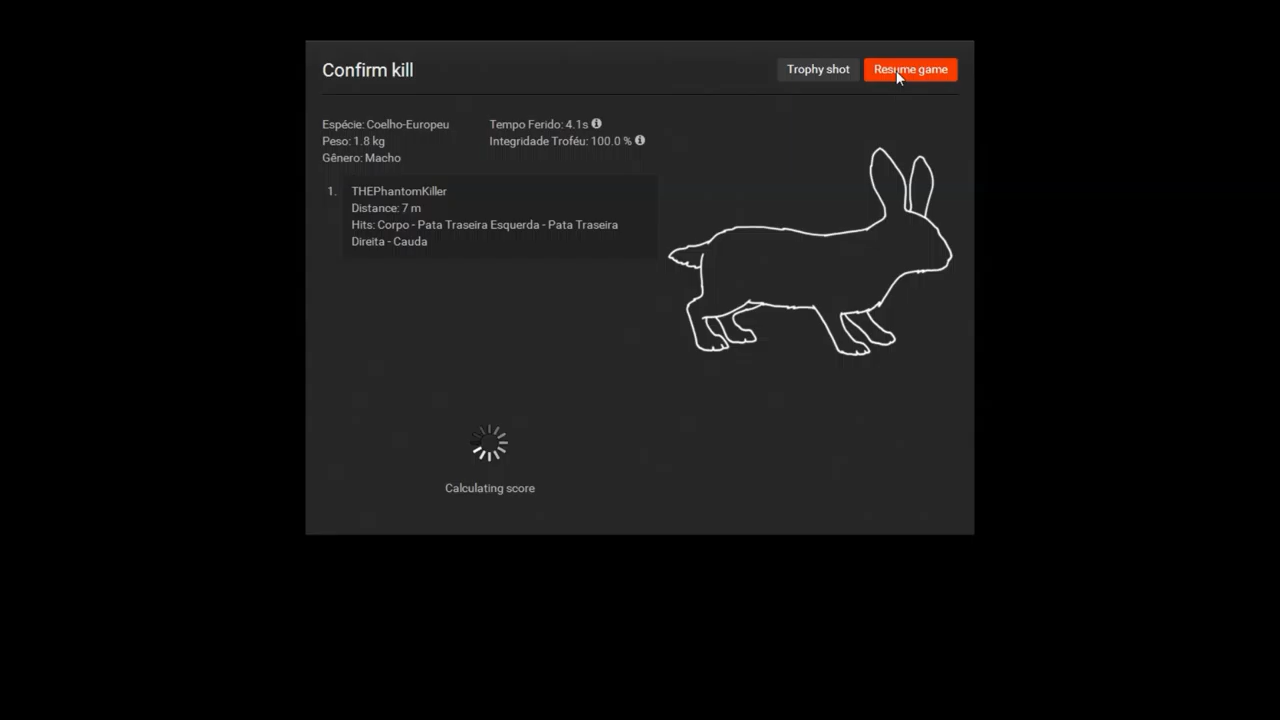 Confirm kill
Trophy shot
Resume game
Espécie: Coelho-Europeu
Peso: 1.8 kg
Gênero: Macho
Tempo Ferido: 4.1s
Integridade Troféu: 100.0 %
1. THEPhantomKiller
Distance: 7 m
Hits: Corpo - Pata Traseira Esquerda - Pata Traseira
Direita - Cauda
Calculating score